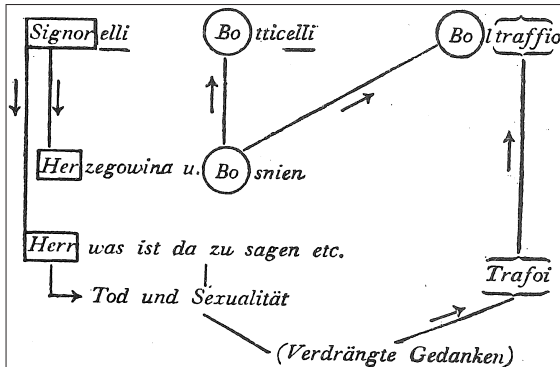 Signorelli Botticelli Boltraffio
Herzegowina u. Bosnien
Herr was ist da zu sagen etc.
Trafoi
Tod und Sexualität
(Verdrängte Gedanken)